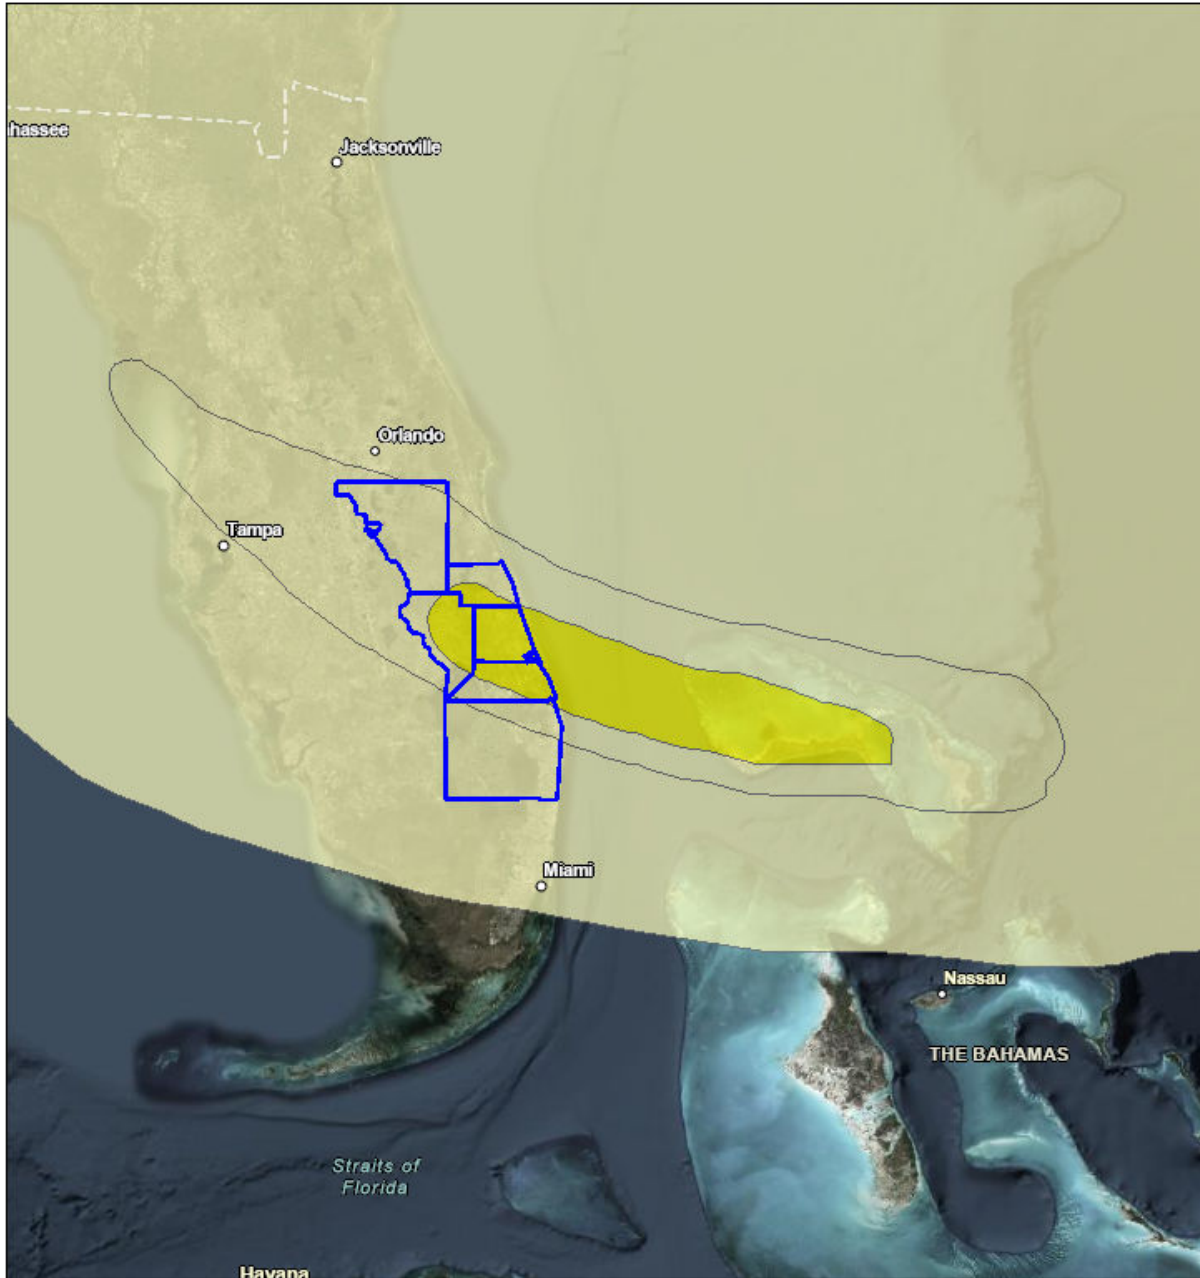 hassee
Jacksonville
Orlando
Tampa
Miami
Nassau
THE BAHAMAS
Straits of
Florida
Havana